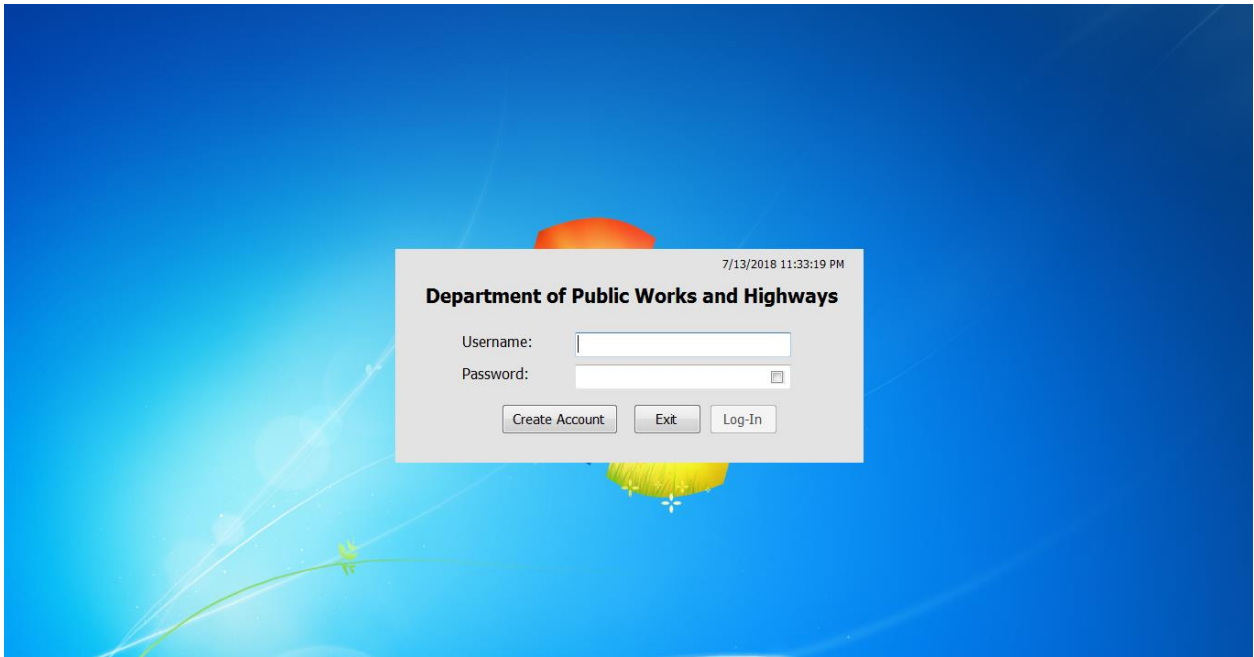 7/13/2018 11:33:19 PM
Department of Public Works and Highways
Username:
Password:
Create Account Exit Log-In